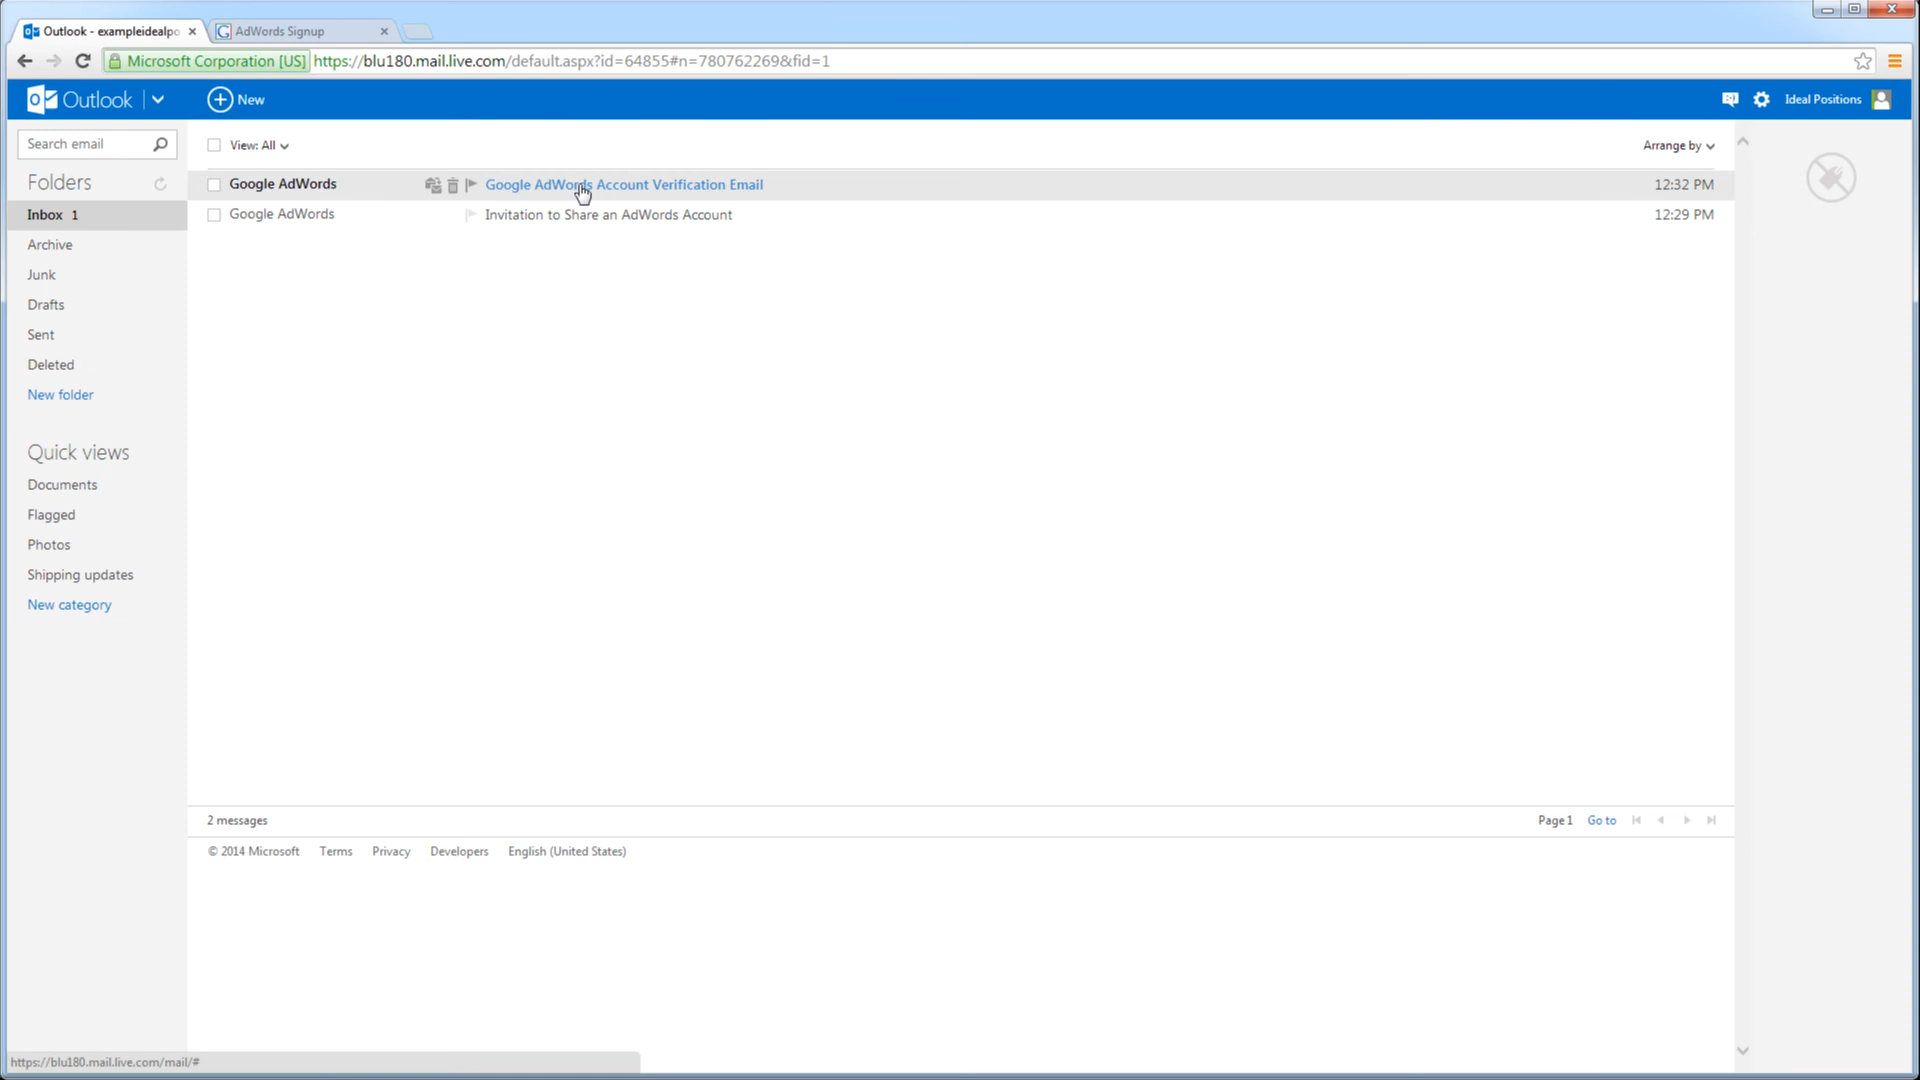 Outlook - exampleidealpo
AdWords Signup
Microsoft Corporation [US] https://blu180.mail.live.com/default.aspx?id=64855#n=780762269&fid=1
Outlook
New
Ideal Positions
Search email
View: All
Arrange by
Folders
Google AdWords Google AdWords Account Verification Email 12:32 PM
Inbox 1
Google AdWords Invitation to Share an AdWords Account 12:29 PM
Archive
Junk
Drafts
Sent
Deleted
New folder
Quick views
Documents
Flagged
Photos
Shipping updates
New category
2 messages
Page 1 Go to
© 2014 Microsoft Terms Privacy Developers English (United States)
https://blu180.mail.live.com/mail/#